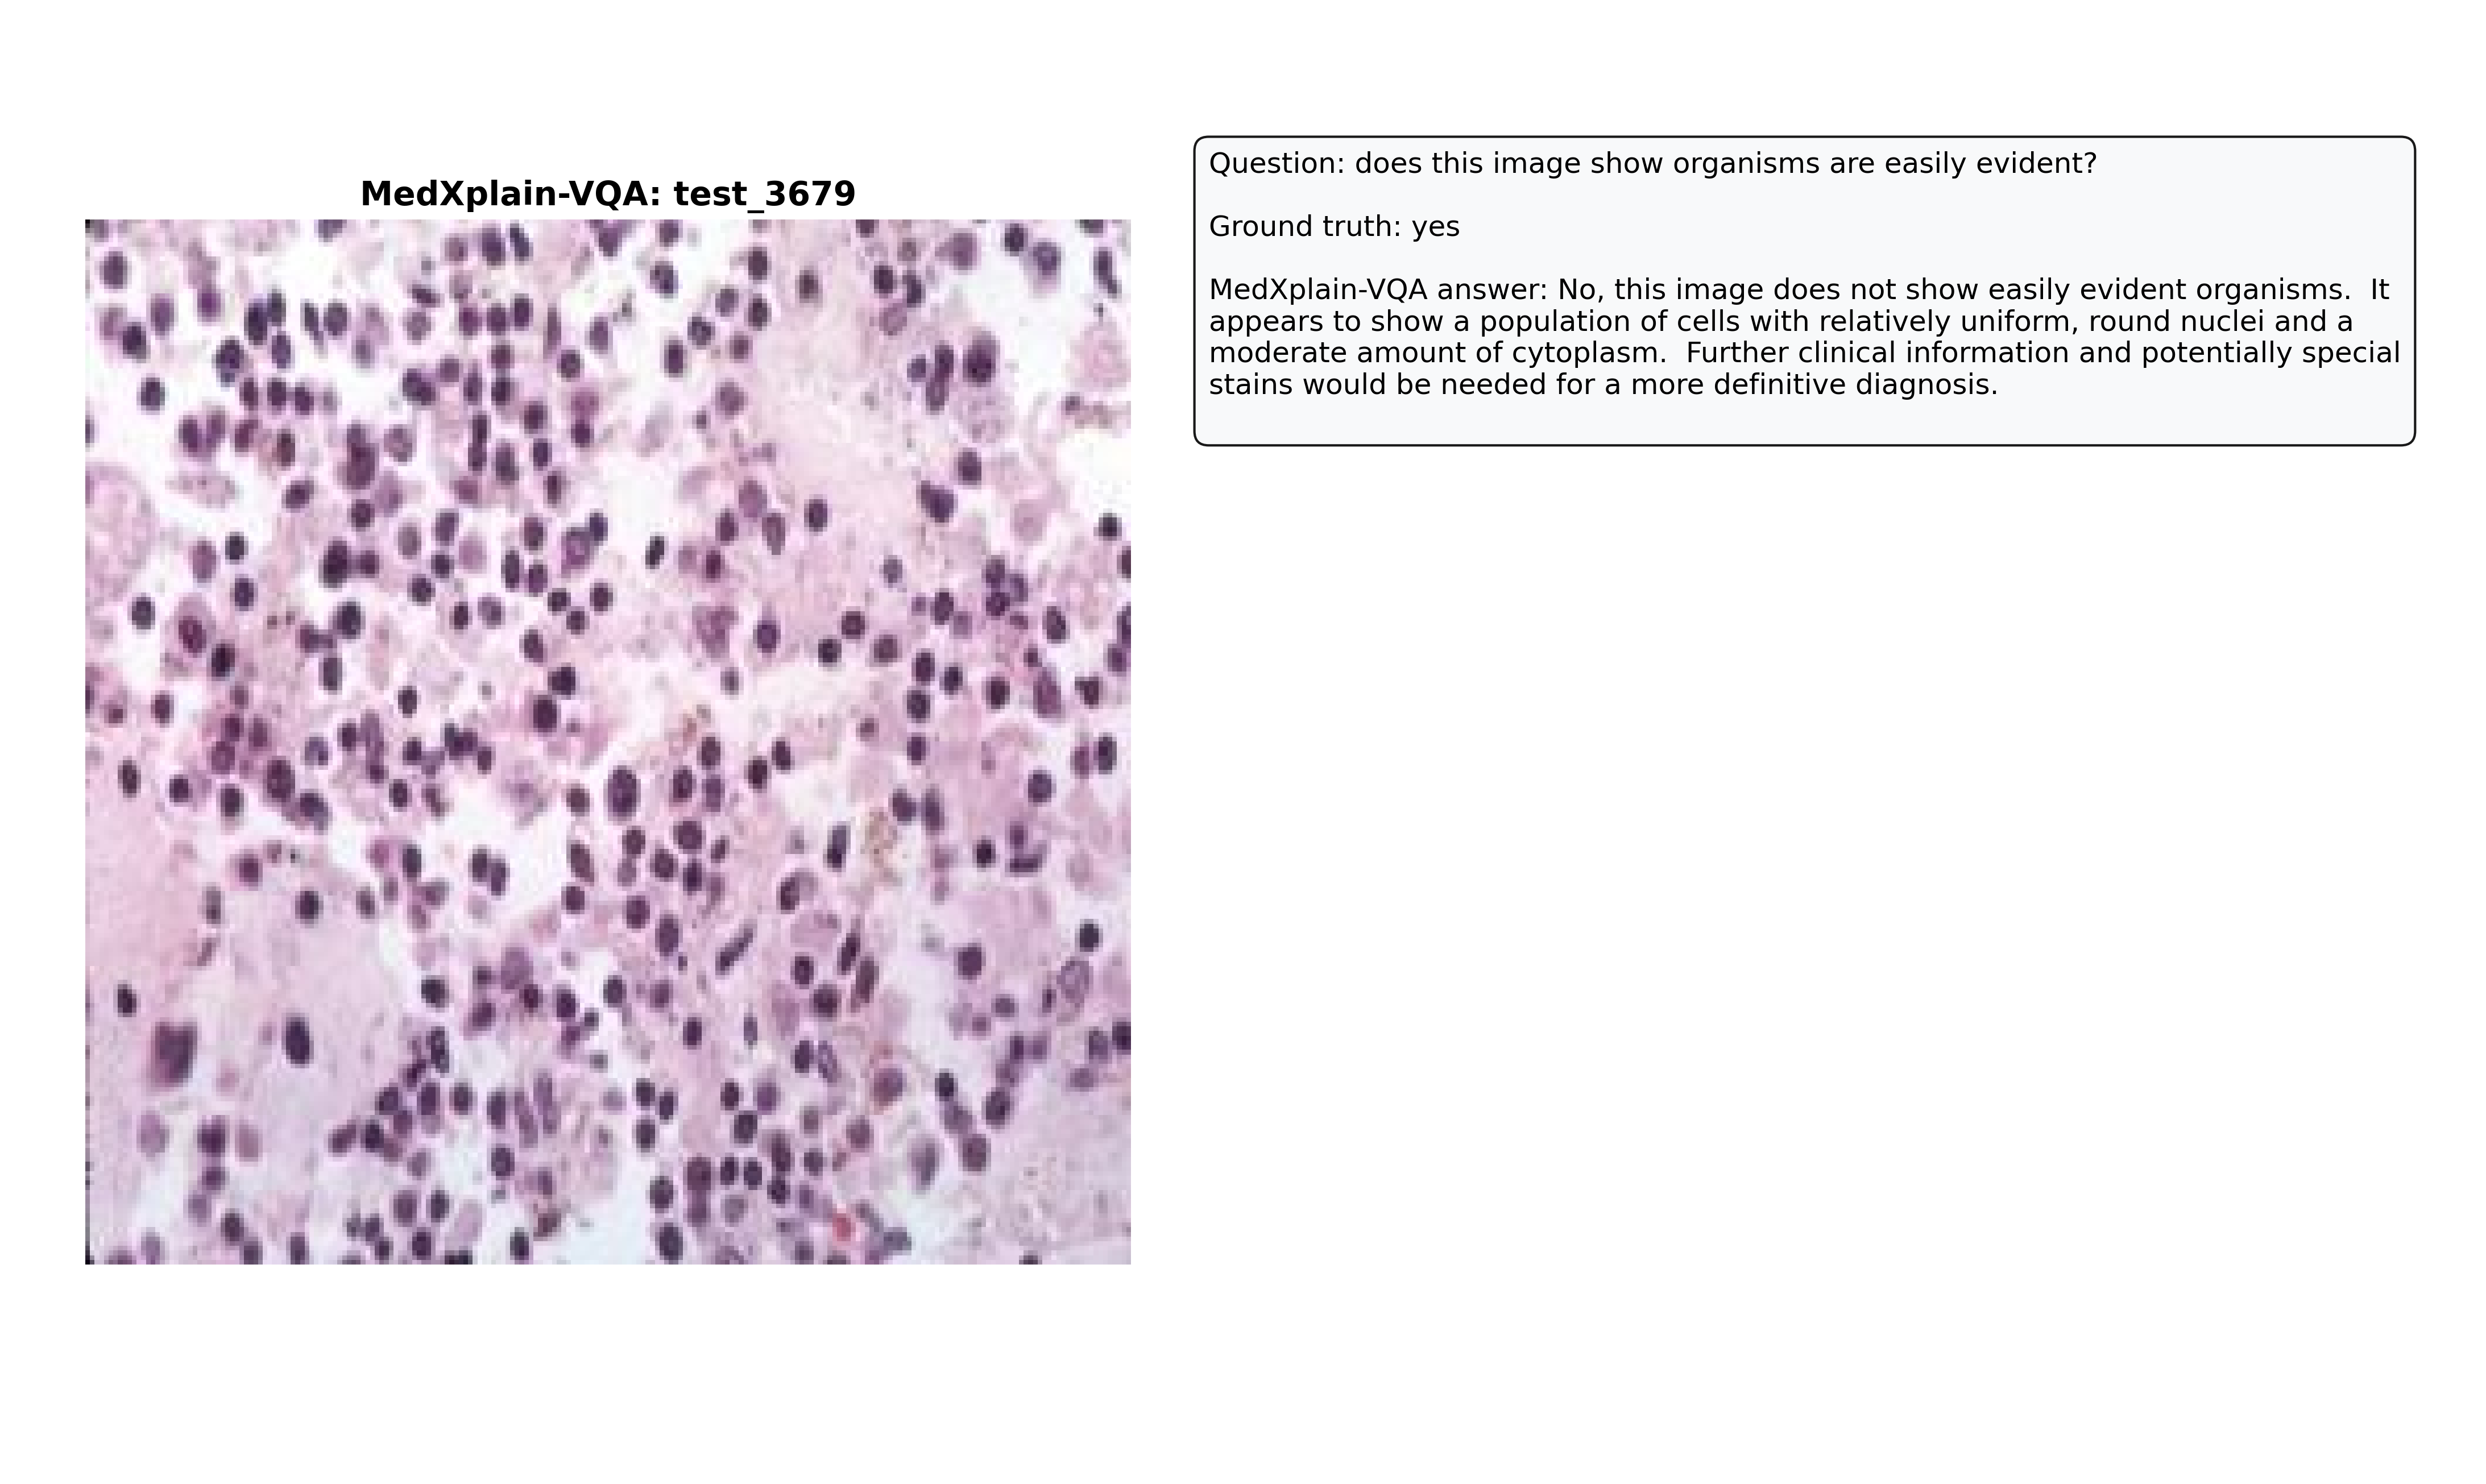 MedXplain-VQA: test_3679
Question: does this image show organisms are easily evident?
Ground truth: yes
MedXplain-VQA answer: No, this image does not show easily evident organisms.  It
appears to show a population of cells with relatively uniform, round nuclei and a
moderate amount of cytoplasm.  Further clinical information and potentially special
stains would be needed for a more definitive diagnosis.